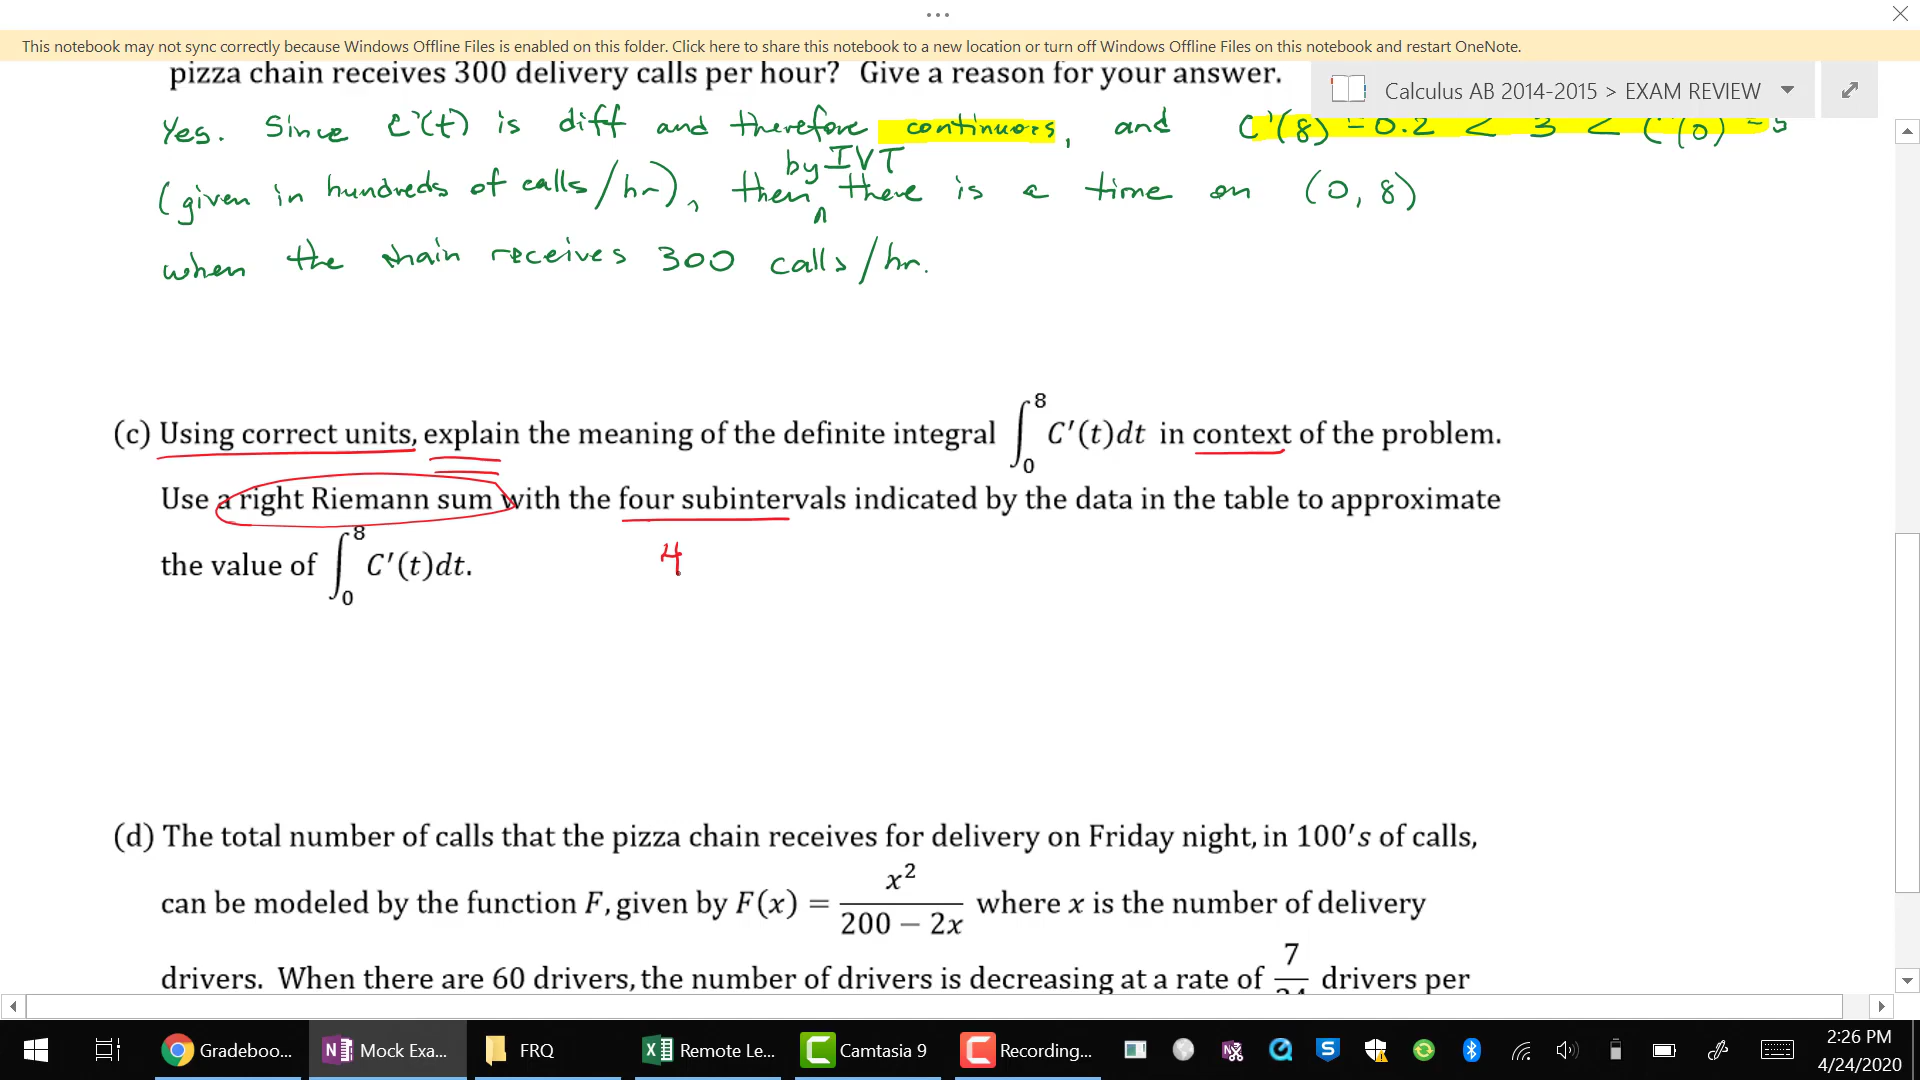 This notebook may not sync correctly because Windows Offline Files is enabled on this folder. Click here to share this notebook to a new location or turn off Windows Offline Files on this notebook and restart OneNote.
pizza chain receives 300 delivery calls per hour? Give a reason for your answer.
Calculus AB 2014-2015 > EXAM REVIEW
Yes. Since C'(t) is diff and therefore continuous, and C'(8) = 0.2 < 3 < C'(0) = 5
by IVT
(given in hundreds of calls/hr), then ^ there is a time on (0, 8)
when the chain receives 300 calls/hr.
(c) Using correct units, explain the meaning of the definite integral ∫₀⁸ C′(t)dt in context of the problem.
Use a right Riemann sum with the four subintervals indicated by the data in the table to approximate
the value of ∫₀⁸ C′(t)dt.
4
(d) The total number of calls that the pizza chain receives for delivery on Friday night, in 100′s of calls,
can be modeled by the function F, given by F(x) = x²/(200 − 2x) where x is the number of delivery
drivers. When there are 60 drivers, the number of drivers is decreasing at a rate of 7/ drivers per
Gradeboo...
Mock Exa...
FRQ
Remote Le...
Camtasia 9
Recording...
2:26 PM
4/24/2020